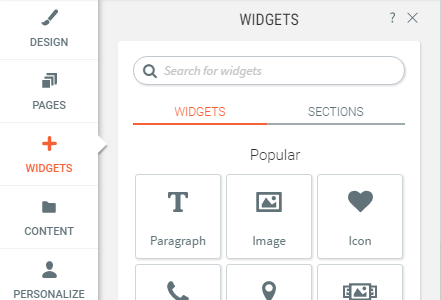 DESIGN
PAGES
WIDGETS
CONTENT
PERSONALIZE
WIDGETS ?
Search for widgets
WIDGETS SECTIONS
Popular
Paragraph Image Icon